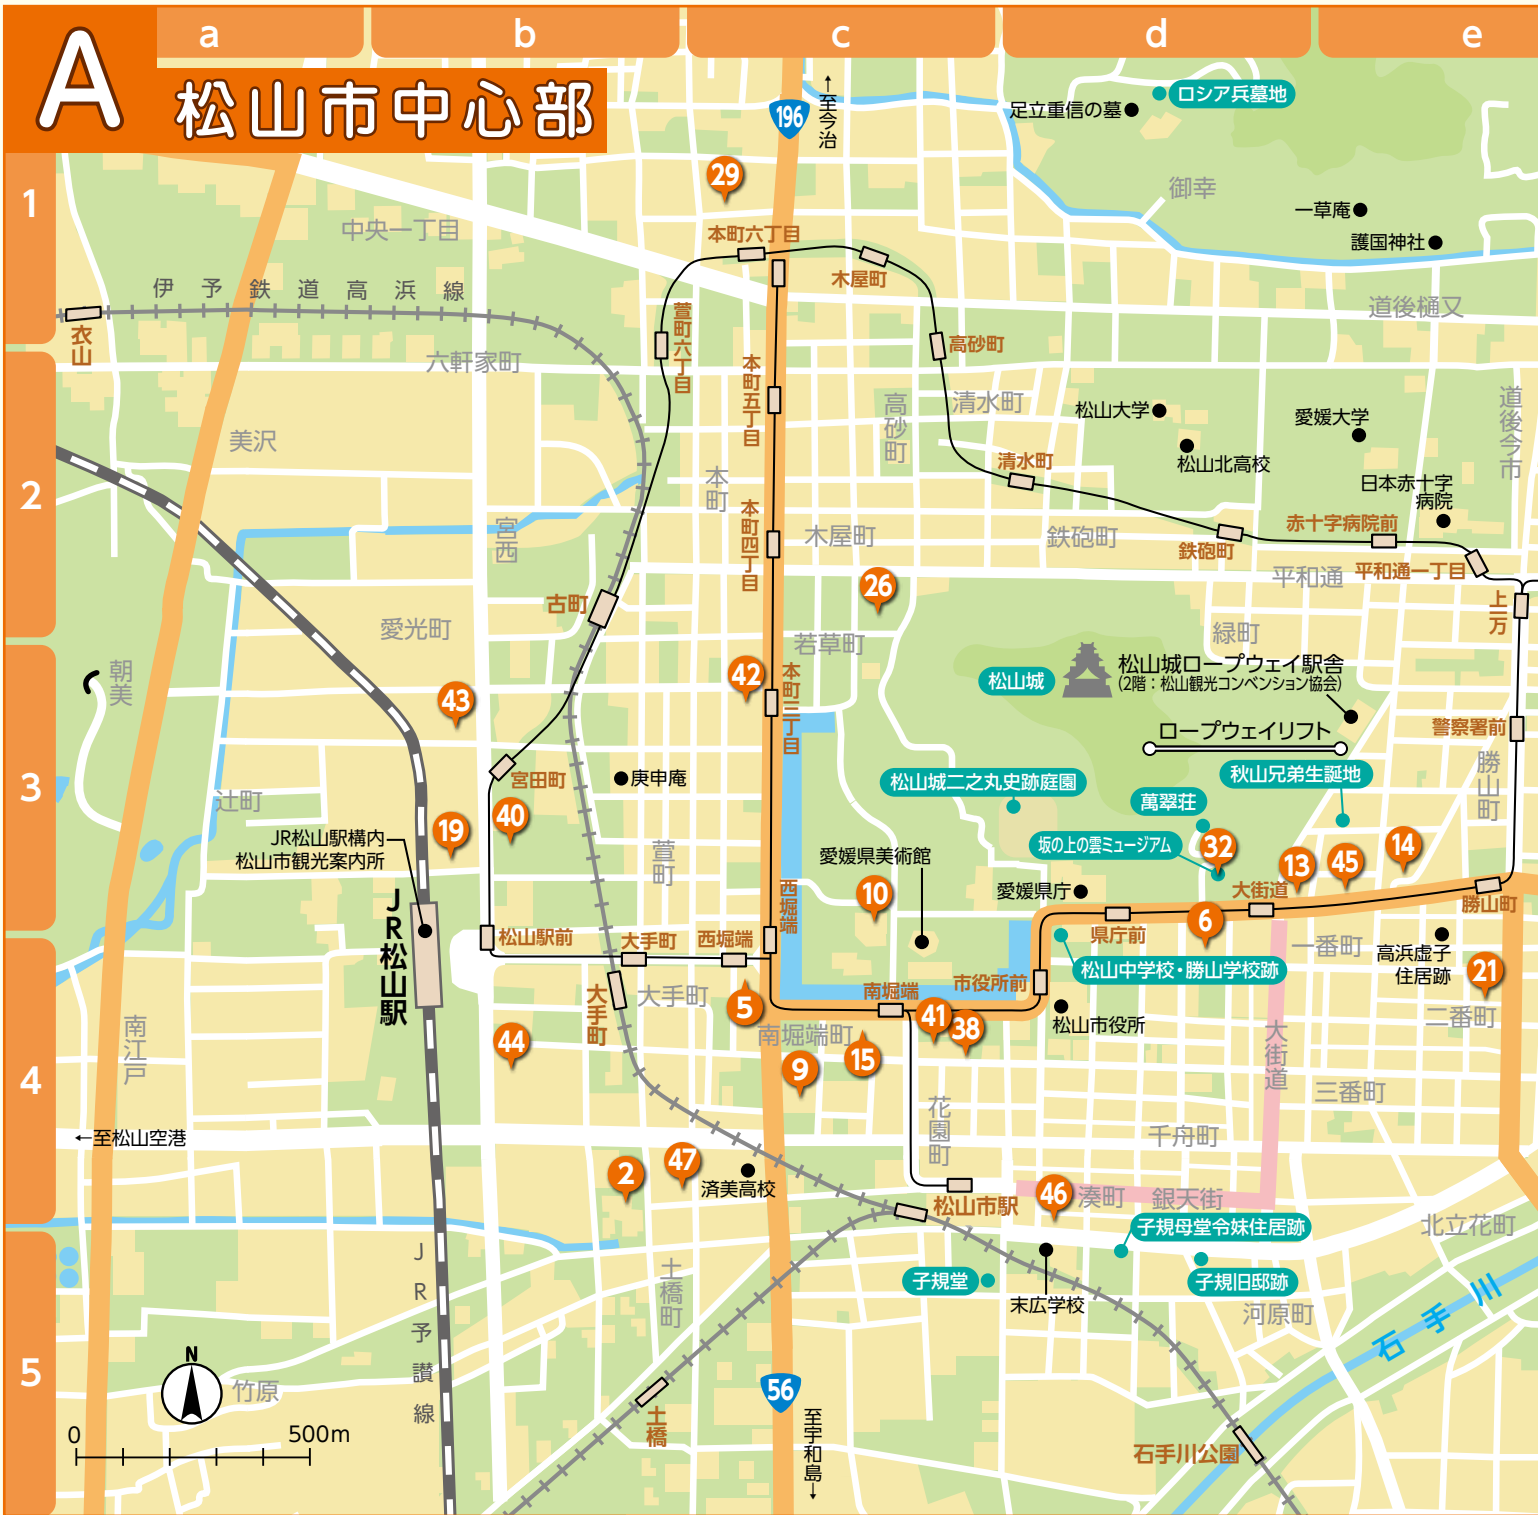 A
松山市中心部
a
b
c
d
e
1
2
3
4
5
196
↑至今治
足立重信の墓
ロシア兵墓地
御幸
一草庵
護国神社
道後樋又
29
中央一丁目
本町六丁目
木屋町
伊予鉄道高浜線
衣山
萱町六丁目
高砂町
六軒家町
本町五丁目
高砂町
清水町
松山大学
愛媛大学
道後今市
美沢
松山北高校
清水町
日本赤十字
病院
本町
宮西
本町四丁目
木屋町
鉄砲町
鉄砲町
赤十字病院前
平和通一丁目
平和通
26
古町
上一万
愛光町
若草町
緑町
朝美
42
本町三丁目
松山城
松山城ロープウェイ駅舎
(2階：松山観光コンベンション協会)
43
ロープウェイリフト
警察署前
勝山町
宮田町
庚申庵
松山城二之丸史跡庭園
萬翠荘
秋山兄弟生誕地
辻町
40
19
JR松山駅構内
松山市観光案内所
萱町
愛媛県美術館
坂の上の雲ミュージアム
32
13
45
14
JR松山駅
西堀端
10
愛媛県庁
大街道
勝山町
松山駅前
大手町
西堀端
県庁前
6
一番町
高浜虚子
住居跡
21
松山中学校・勝山学校跡
大手町
大手町
5
南堀端
市役所前
南江戸
南堀端町
41
38
松山市役所
二番町
44
9
15
大街道
三番町
花園町
←至松山空港
千舟町
2
47
済美高校
松山市駅
46
湊町
銀天街
北立花町
子規母堂令妹住居跡
JR予讃線
土橋町
子規堂
末広学校
子規旧邸跡
河原町
石手川
N
竹原
0
500m
56
至宇和島↓
土橋
石手川公園